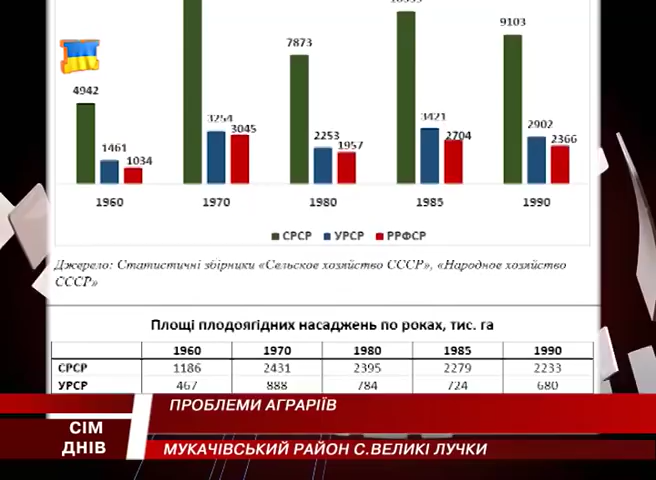 4942
1461
1034
3254
3045
7873
2253
1957
3421
2704
9103
2902
2366
1960 1970 1980 1985 1990
СРСР УРСР РРФСР
Джерело: Статистичні збірники «Сельское хозяйство СССР», «Народное хозяйство
СССР»
Площі плодоягідних насаджень по роках, тис. га
1960 1970 1980 1985 1990
СРСР 1186 2431 2395 2279 2233
УРСР 467 888 784 724 680
ПРОБЛЕМИ АГРАРІЇВ
СІМ
ДНІВ
МУКАЧІВСЬКИЙ РАЙОН С.ВЕЛИКІ ЛУЧКИ